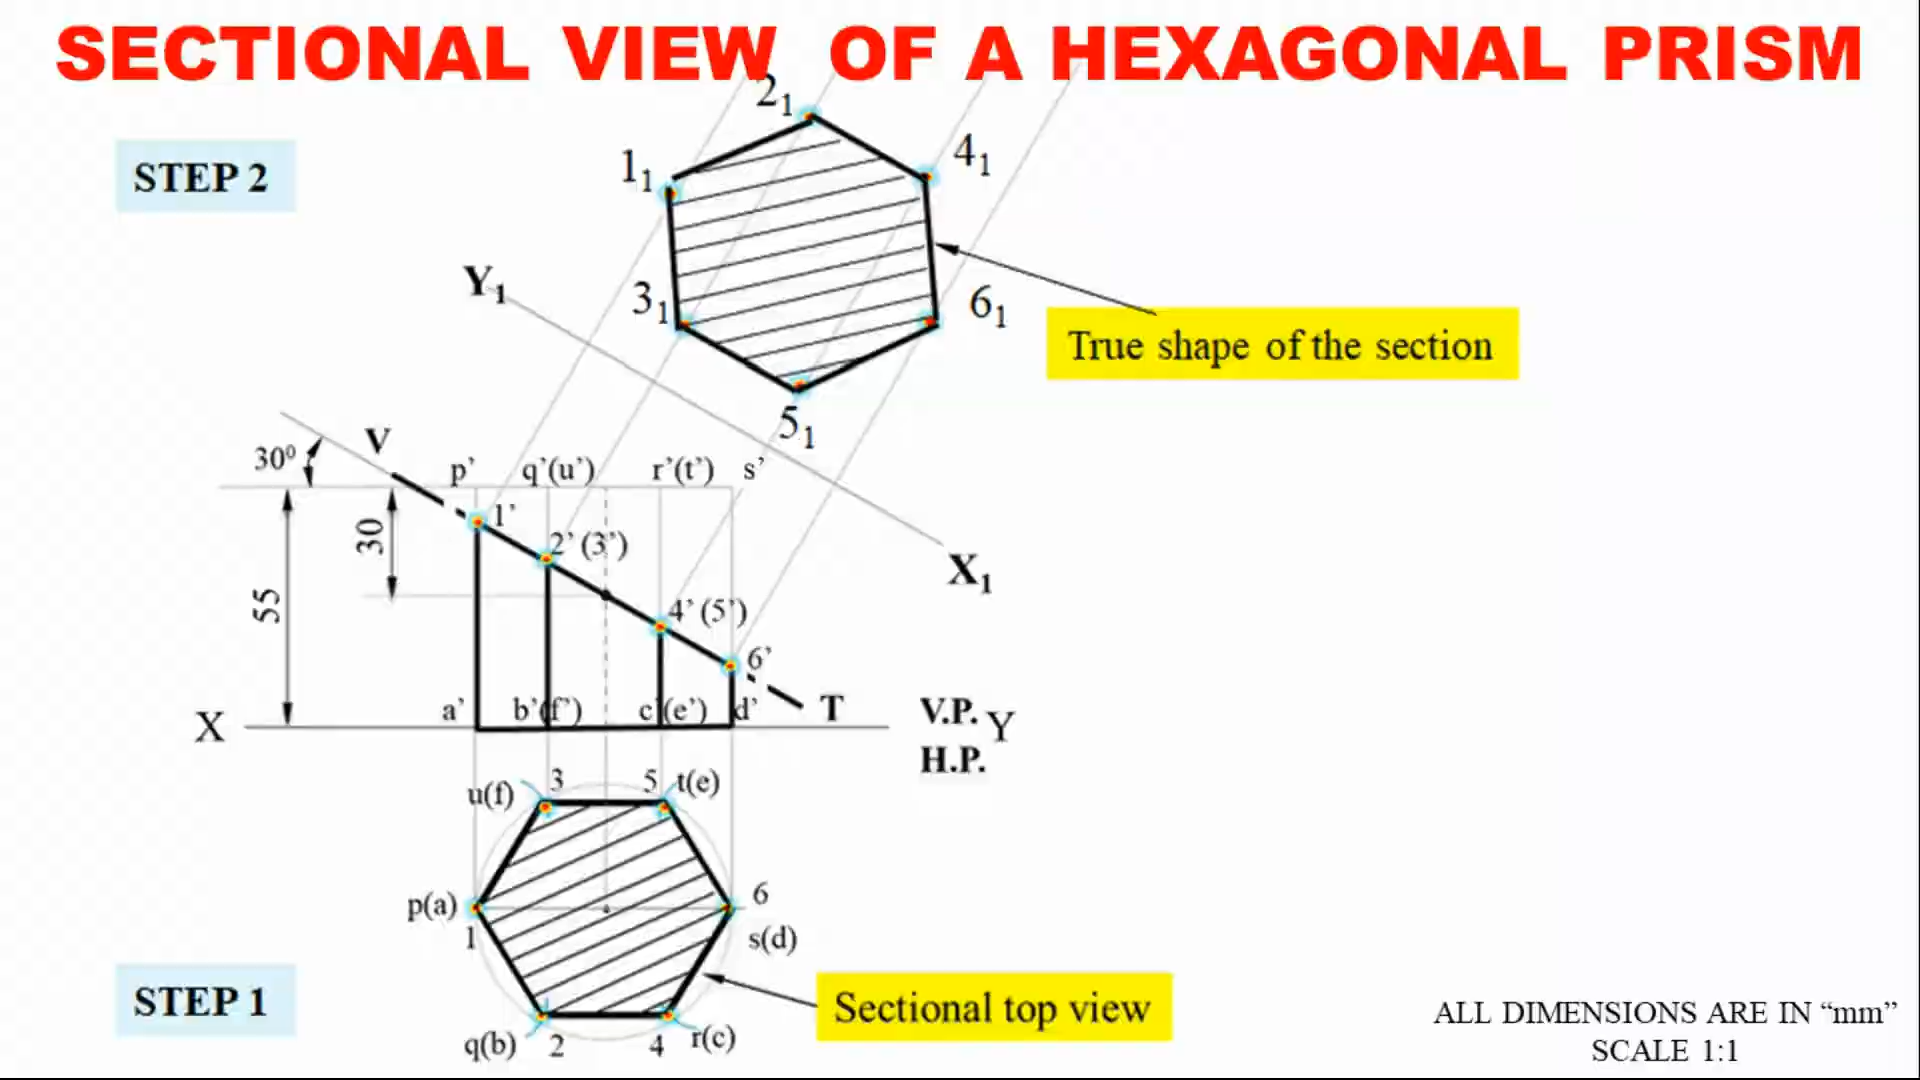 SECTIONAL VIEW OF A HEXAGONAL PRISM
STEP 2
2₁
1₁
4₁
3₁
6₁
5₁
True shape of the section
Y₁
X₁
V
30⁰
p’
q’(u’)
r’(t’)
s’
1’
2’ (3’)
30
55
4’ (5’)
6’
a’
b’(f’)
c’(e’)
d’
T
X
V.P.
Y
H.P.
u(f)
3
5
t(e)
p(a)
6
1
s(d)
q(b)
2
4
r(c)
STEP 1
Sectional top view
ALL DIMENSIONS ARE IN “mm”
SCALE 1:1